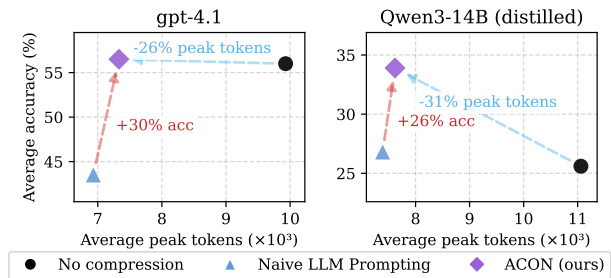 gpt-4.1
Average accuracy (%)
55
45
-26% peak tokens
+30% acc
7 8 9 10
Average peak tokens (×10³)
Qwen3-14B (distilled)
35
30
25
-31% peak tokens
+26% acc
8 9 10 11
Average peak tokens (×10³)
No compression Naive LLM Prompting ACON (ours)